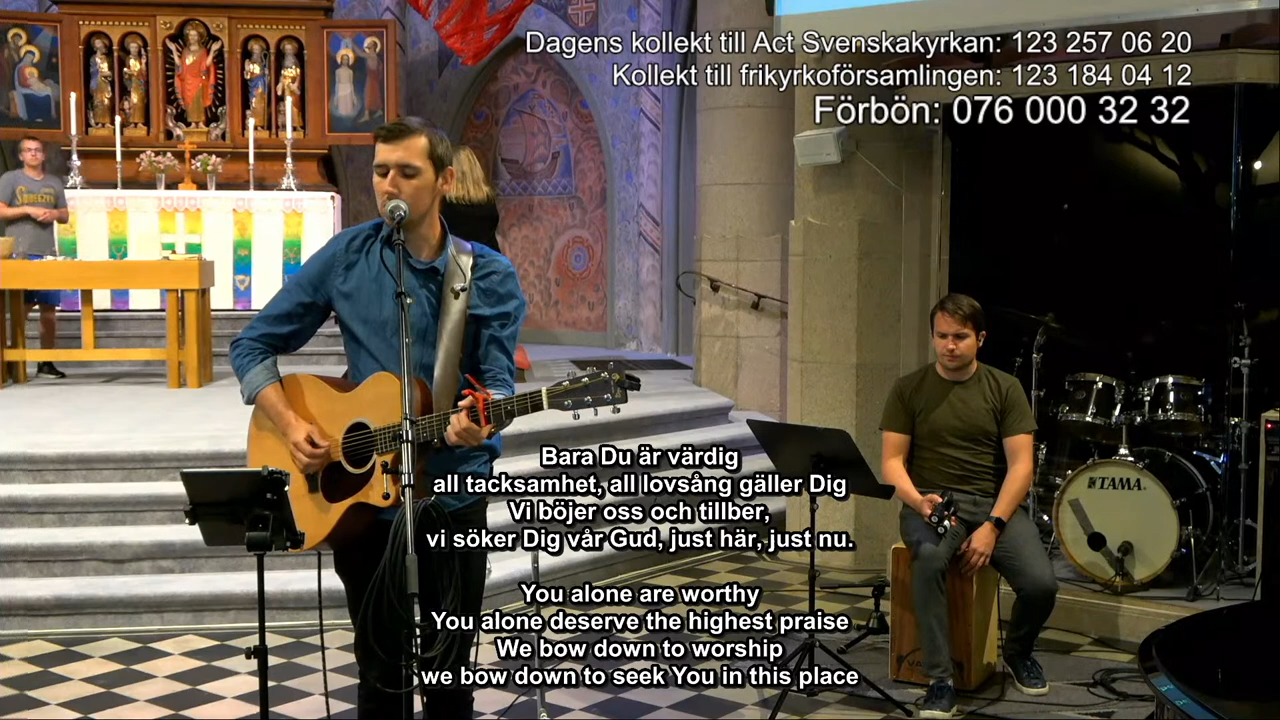 Dagens kollekt till Act Svenskakyrkan: 123 257 06 20
Kollekt till frikyrkoförsamlingen: 123 184 04 12
Förbön: 076 000 32 32
Bara Du är värdig
all tacksamhet, all lovsång gäller Dig
Vi böjer oss och tillber,
vi söker Dig vår Gud, just här, just nu.
You alone are worthy
You alone deserve the highest praise
We bow down to worship
we bow down to seek You in this place
TAMA